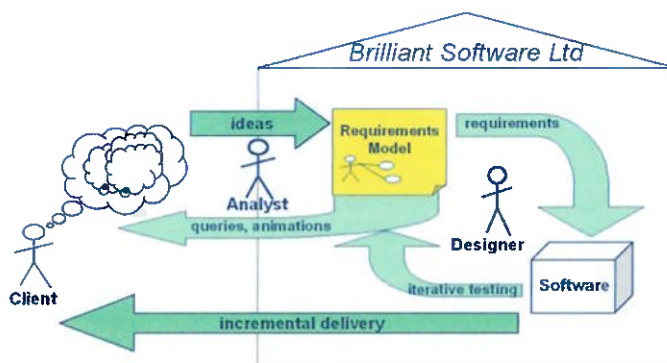 Brilliant Software Ltd
ideas
Requirements
Model
requirements
Analyst
queries, animations
Designer
Client
iterative testing
Software
incremental delivery